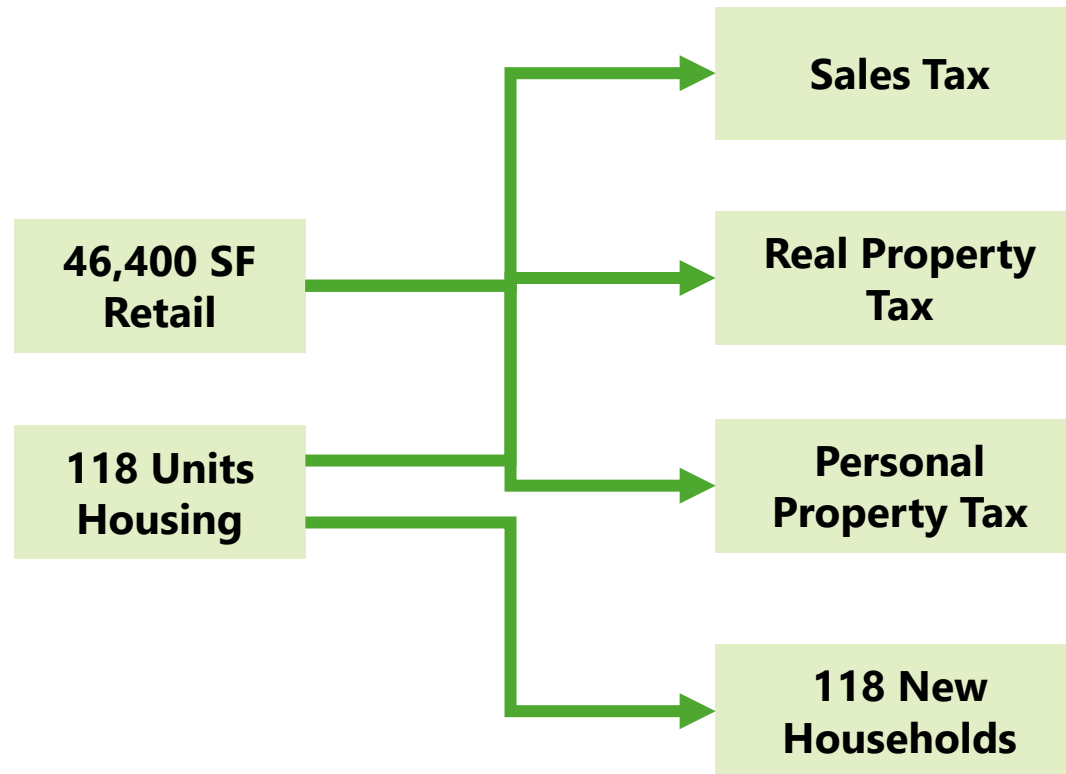 Sales Tax
46,400 SF
Retail
Real Property
Tax
118 Units
Housing
Personal
Property Tax
118 New
Households